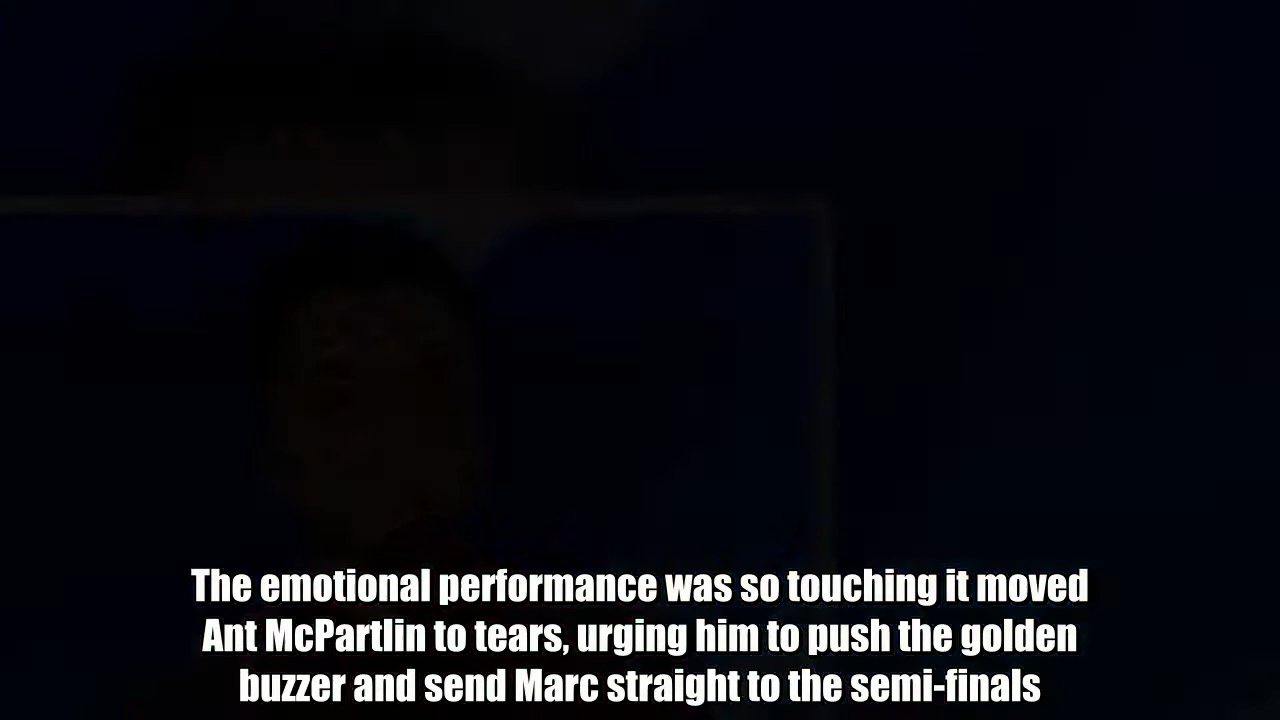 The emotional performance was so touching it moved
Ant McPartlin to tears, urging him to push the golden
buzzer and send Marc straight to the semi-finals